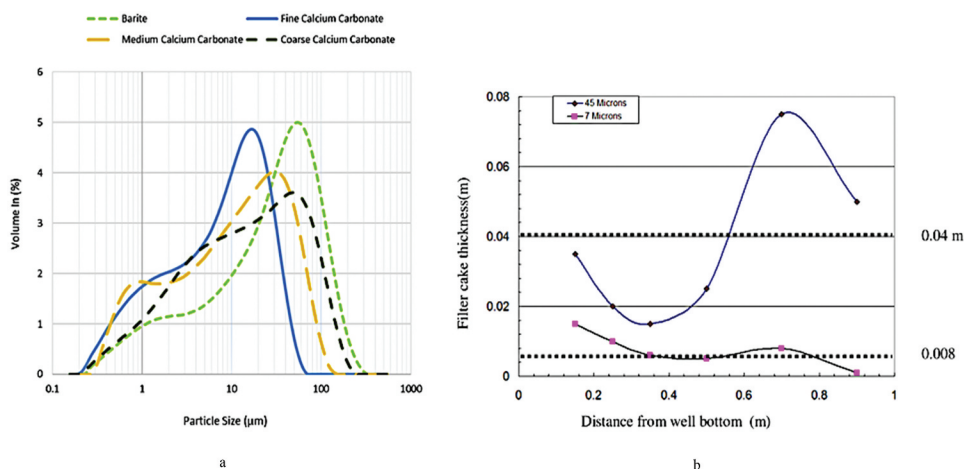 Barite
Fine Calcium Carbonate
Medium Calcium Carbonate
Coarse Calcium Carbonate
6
5
4
3
2
1
0
Volume In (%)
1
10
100
1000
Particle Size (µm)
a
45 Microns
7 Microns
0.08
0.06
0.04
0.02
0
Filler cake thickness(m)
0.04 m
0.008
0
0.2
0.4
0.6
0.8
1
Distance from well bottom (m)
b